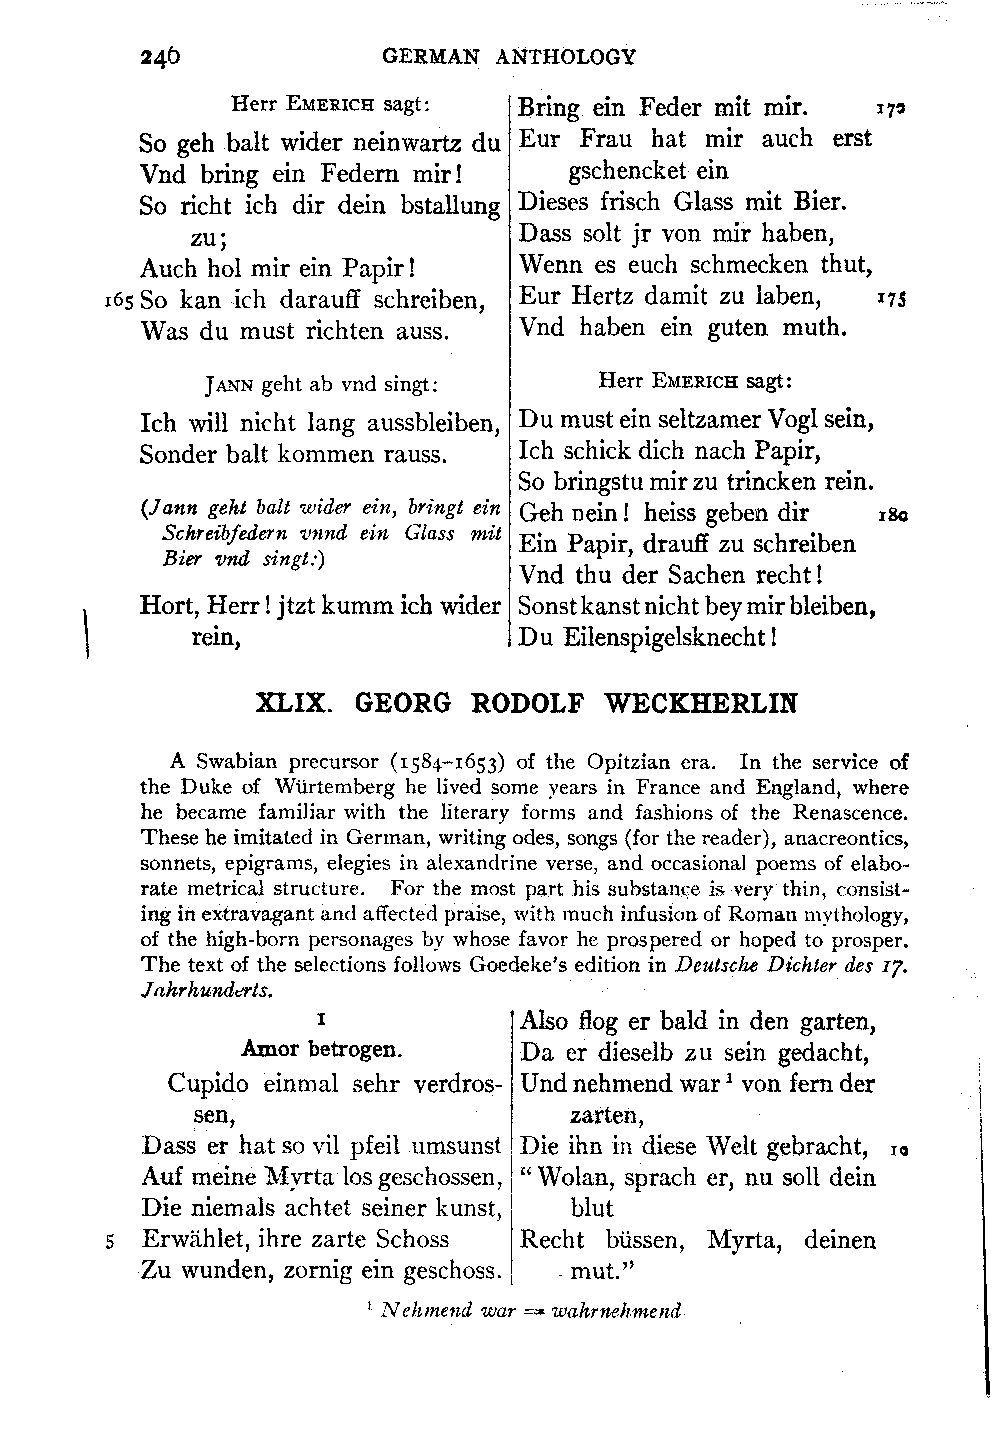 246 GERMAN ANTHOLOGY
Herr EMERICH sagt:
So geh balt wider neinwartz du
Vnd bring ein Federn mir!
So richt ich dir dein bstallung
zu;
Auch hol mir ein Papir!
165 So kan ich darauff schreiben,
Was du must richten auss.
JANN geht ab vnd singt:
Ich will nicht lang aussbleiben,
Sonder balt kommen rauss.
(Jann geht balt wider ein, bringt ein
Schreibfedern vnnd ein Glass mit
Bier vnd singt:)
Hort, Herr! jtzt kumm ich wider
rein,
Bring ein Feder mit mir. 170
Eur Frau hat mir auch erst
gschencket ein
Dieses frisch Glass mit Bier.
Dass solt jr von mir haben,
Wenn es euch schmecken thut,
Eur Hertz damit zu laben, 175
Vnd haben ein guten muth.
Herr EMERICH sagt:
Du must ein seltzamer Vogl sein,
Ich schick dich nach Papir,
So bringstu mir zu trincken rein.
Geh nein! heiss geben dir 180
Ein Papir, drauff zu schreiben
Vnd thu der Sachen recht!
Sonst kanst nicht bey mir bleiben,
Du Eilenspigelsknecht!
XLIX. GEORG RODOLF WECKHERLIN
A Swabian precursor (1584–1653) of the Opitzian era. In the service of
the Duke of Würtemberg he lived some years in France and England, where
he became familiar with the literary forms and fashions of the Renascence.
These he imitated in German, writing odes, songs (for the reader), anacreontics,
sonnets, epigrams, elegies in alexandrine verse, and occasional poems of elabo-
rate metrical structure. For the most part his substance is very thin, consist-
ing in extravagant and affected praise, with much infusion of Roman mythology,
of the high-born personages by whose favor he prospered or hoped to prosper.
The text of the selections follows Goedeke's edition in Deutsche Dichter des 17.
Jahrhunderts.
1
Amor betrogen.
Cupido einmal sehr verdros-
sen,
Dass er hat so vil pfeil umsunst
Auf meine Myrta los geschossen,
Die niemals achtet seiner kunst,
5 Erwählet, ihre zarte Schoss
Zu wunden, zornig ein geschoss.
Also flog er bald in den garten,
Da er dieselb zu sein gedacht,
Und nehmend war¹ von fern der
zarten,
Die ihn in diese Welt gebracht, 10
“Wolan, sprach er, nu soll dein
blut
Recht büssen, Myrta, deinen
mut.”
¹ Nehmend war = wahrnehmend